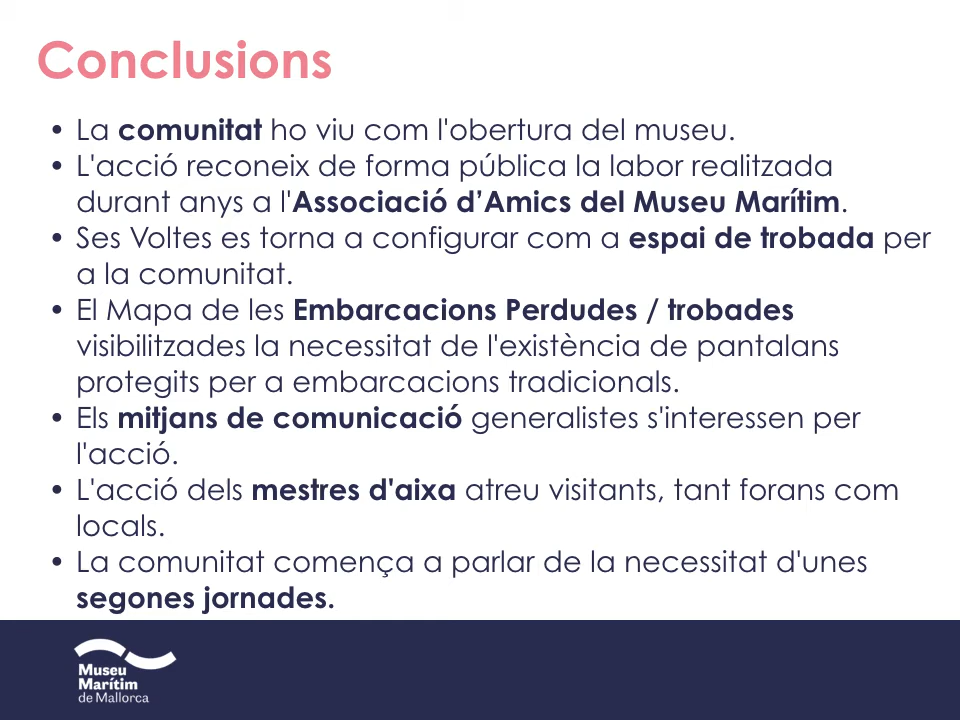 Conclusions
• La comunitat ho viu com l'obertura del museu.
• L'acció reconeix de forma pública la labor realitzada
durant anys a l'Associació d’Amics del Museu Marítim.
• Ses Voltes es torna a configurar com a espai de trobada per
a la comunitat.
• El Mapa de les Embarcacions Perdudes / trobades
visibilitzades la necessitat de l'existència de pantalans
protegits per a embarcacions tradicionals.
• Els mitjans de comunicació generalistes s'interessen per
l'acció.
• L'acció dels mestres d'aixa atreu visitants, tant forans com
locals.
• La comunitat comença a parlar de la necessitat d'unes
segones jornades.
Museu
Marítim
de Mallorca